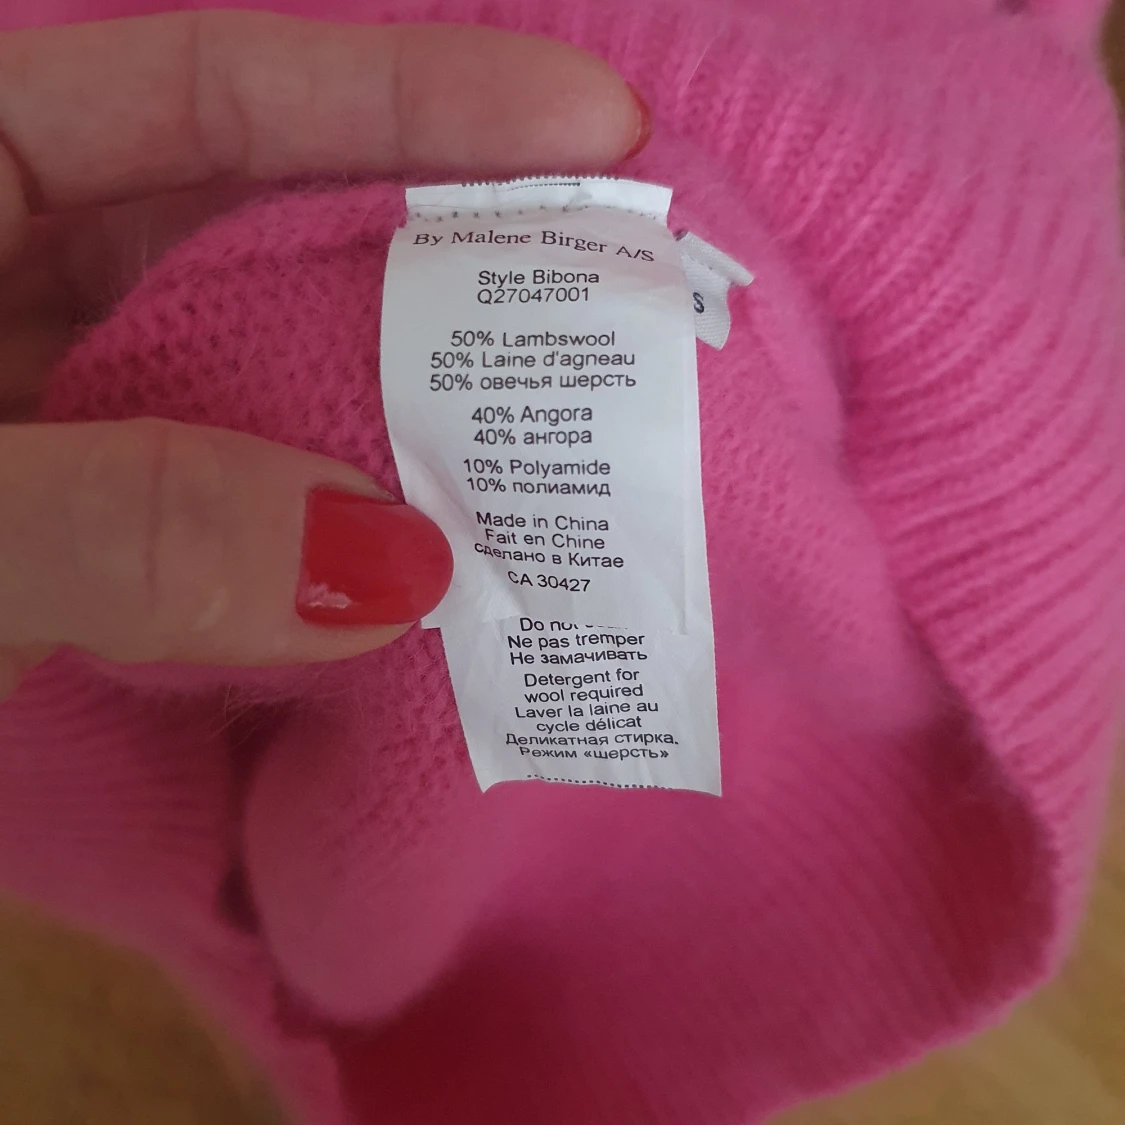 By Malene Birger A/S
Style Bibona
Q27047001
50% Lambswool
50% Laine d'agneau
50% овечья шерсть
40% Angora
40% ангора
10% Polyamide
10% полиамид
Made in China
Fait en Chine
сделано в Китае
CA 30427
S
Do not
Ne pas tremper
Не замачивать
Detergent for
wool required
Laver la laine au
cycle délicat
Деликатная стирка.
Режим «шерсть»